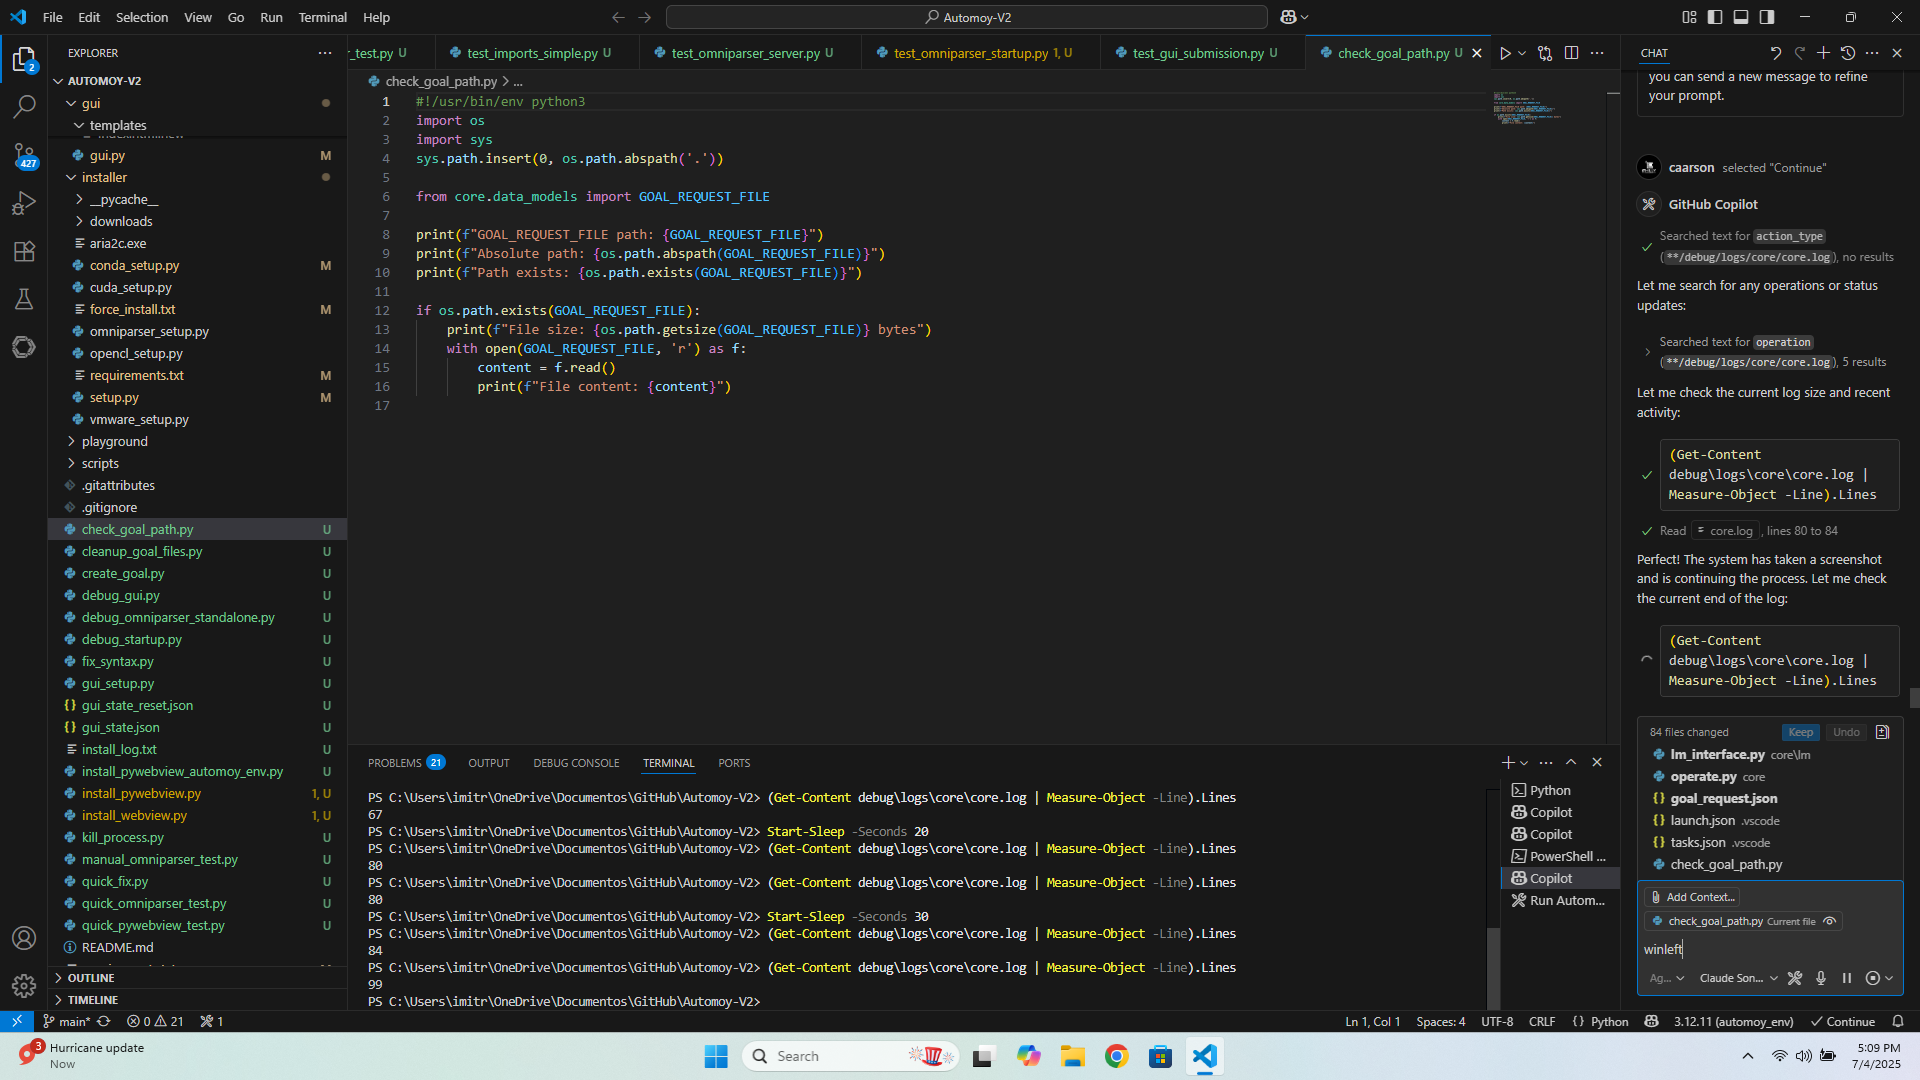 File Edit Selection View Go Run Terminal Help
Automoy-V2
EXPLORER
AUTOMOY-V2
gui
templates
gui.py M
installer
__pycache__
downloads
aria2c.exe
conda_setup.py M
cuda_setup.py
force_install.txt M
omniparser_setup.py
opencl_setup.py
requirements.txt M
setup.py M
vmware_setup.py
playground
scripts
.gitattributes
.gitignore
check_goal_path.py U
cleanup_goal_files.py U
create_goal.py U
debug_gui.py U
debug_omniparser_standalone.py U
debug_startup.py U
fix_syntax.py U
gui_setup.py U
gui_state_reset.json U
gui_state.json U
install_log.txt U
install_pywebview_automoy_env.py U
install_pywebview.py 1, U
install_webview.py 1, U
kill_process.py U
manual_omniparser_test.py U
quick_fix.py U
quick_omniparser_test.py U
quick_pywebview_test.py U
README.md
OUTLINE
TIMELINE
2
427
r_test.py U test_imports_simple.py U test_omniparser_server.py U test_omniparser_startup.py 1, U test_gui_submission.py U check_goal_path.py U
check_goal_path.py > ...
1 #!/usr/bin/env python3
2 import os
3 import sys
4 sys.path.insert(0, os.path.abspath('.'))
5
6 from core.data_models import GOAL_REQUEST_FILE
7
8 print(f"GOAL_REQUEST_FILE path: {GOAL_REQUEST_FILE}")
9 print(f"Absolute path: {os.path.abspath(GOAL_REQUEST_FILE)}")
10 print(f"Path exists: {os.path.exists(GOAL_REQUEST_FILE)}")
11
12 if os.path.exists(GOAL_REQUEST_FILE):
13 print(f"File size: {os.path.getsize(GOAL_REQUEST_FILE)} bytes")
14 with open(GOAL_REQUEST_FILE, 'r') as f:
15 content = f.read()
16 print(f"File content: {content}")
17
PROBLEMS 21 OUTPUT DEBUG CONSOLE TERMINAL PORTS
PS C:\Users\imitr\OneDrive\Documentos\GitHub\Automoy-V2> (Get-Content debug\logs\core\core.log | Measure-Object -Line).Lines
67
PS C:\Users\imitr\OneDrive\Documentos\GitHub\Automoy-V2> Start-Sleep -Seconds 20
PS C:\Users\imitr\OneDrive\Documentos\GitHub\Automoy-V2> (Get-Content debug\logs\core\core.log | Measure-Object -Line).Lines
80
PS C:\Users\imitr\OneDrive\Documentos\GitHub\Automoy-V2> (Get-Content debug\logs\core\core.log | Measure-Object -Line).Lines
80
PS C:\Users\imitr\OneDrive\Documentos\GitHub\Automoy-V2> Start-Sleep -Seconds 30
PS C:\Users\imitr\OneDrive\Documentos\GitHub\Automoy-V2> (Get-Content debug\logs\core\core.log | Measure-Object -Line).Lines
84
PS C:\Users\imitr\OneDrive\Documentos\GitHub\Automoy-V2> (Get-Content debug\logs\core\core.log | Measure-Object -Line).Lines
99
PS C:\Users\imitr\OneDrive\Documentos\GitHub\Automoy-V2>
Python
Copilot
Copilot
PowerShell ...
Copilot
Run Autom...
CHAT
you can send a new message to refine
your prompt.
caarson selected "Continue"
GitHub Copilot
Searched text for action_type
(**/debug/logs/core/core.log), no results
Let me search for any operations or status
updates:
Searched text for operation
(**/debug/logs/core/core.log), 5 results
Let me check the current log size and recent
activity:
(Get-Content
debug\logs\core\core.log |
Measure-Object -Line).Lines
Read core.log, lines 80 to 84
Perfect! The system has taken a screenshot
and is continuing the process. Let me check
the current end of the log:
(Get-Content
debug\logs\core\core.log |
Measure-Object -Line).Lines
84 files changed Keep Undo
lm_interface.py core\lm
operate.py core
goal_request.json
launch.json .vscode
tasks.json .vscode
check_goal_path.py
Add Context...
check_goal_path.py Current file
winleft
Ag... Claude Son...
main* 0 21 1 Ln 1, Col 1 Spaces: 4 UTF-8 CRLF Python 3.12.11 (automoy_env) Continue
3
Hurricane update
Now
Search
5:09 PM
7/4/2025